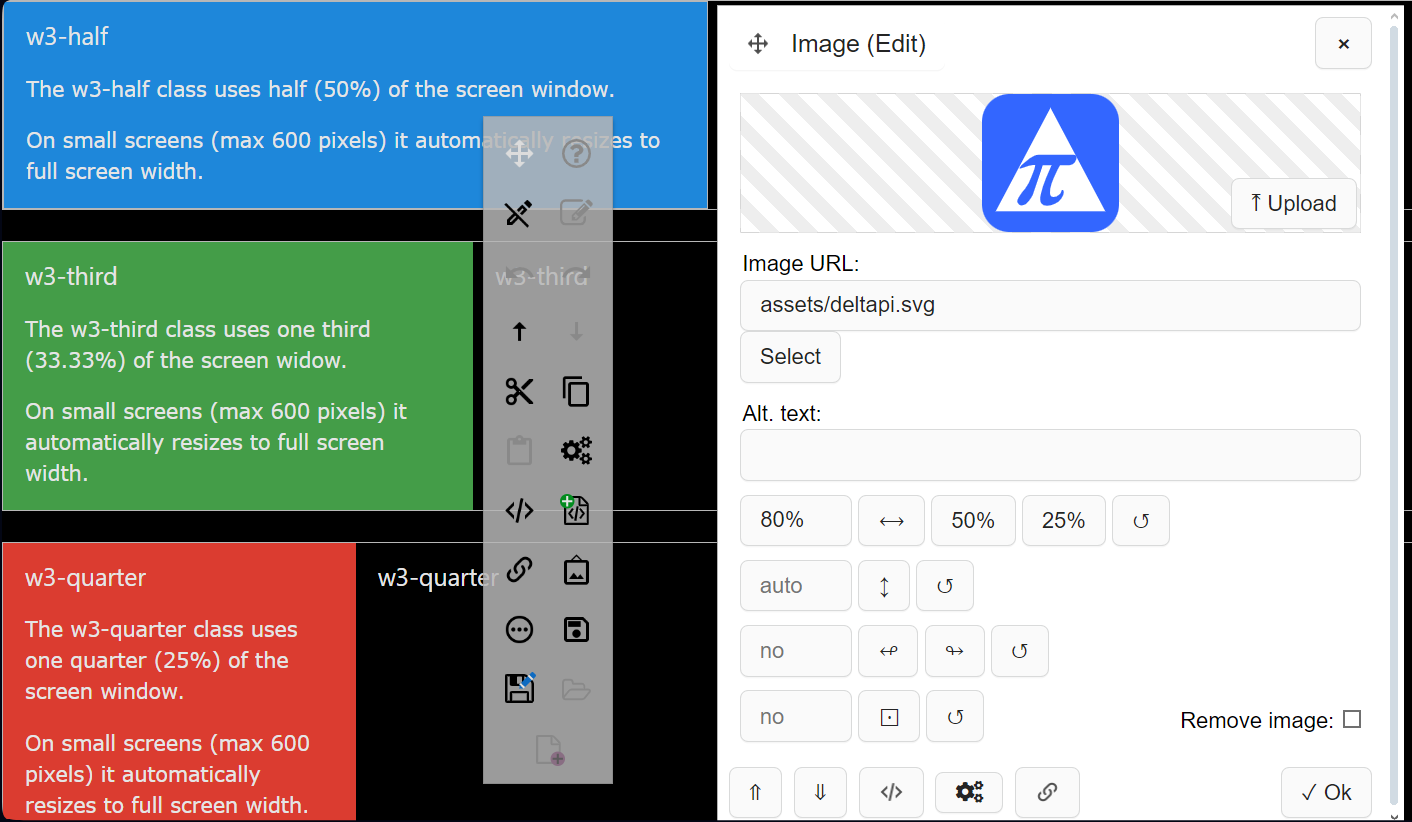 w3-half
The w3-half class uses half (50%) of the screen window.
On small screens (max 600 pixels) it automatically resizes to
full screen width.
w3-third
The w3-third class uses one third
(33.33%) of the screen widow.
On small screens (max 600 pixels) it
automatically resizes to full screen
width.
w3-third
w3-quarter
The w3-quarter class uses
one quarter (25%) of the
screen window.
On small screens (max 600
pixels) it automatically
resizes to full screen width.
w3-quarter
Image (Edit)
×
π
⤒ Upload
Image URL:
assets/deltapi.svg
Select
Alt. text:
80% ↔ 50% 25% ↺
auto ↕ ↺
no ↫ ↬ ↺
no ⊡ ↺
Remove image:
⇑ ⇓ </> ✓ Ok